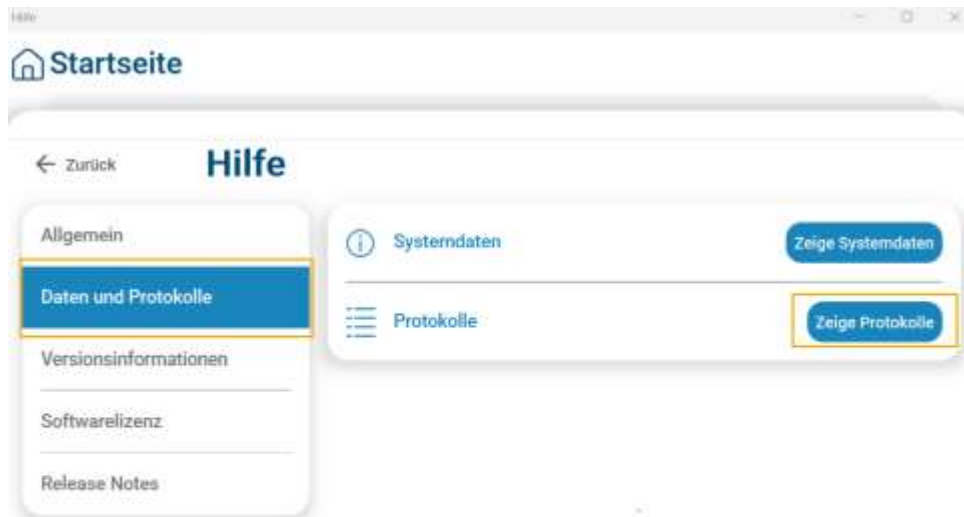 Hilfe
Startseite
← Zurück
Hilfe
Allgemein
Daten und Protokolle
Versionsinformationen
Softwarelizenz
Release Notes
Systemdaten
Zeige Systemdaten
Protokolle
Zeige Protokolle